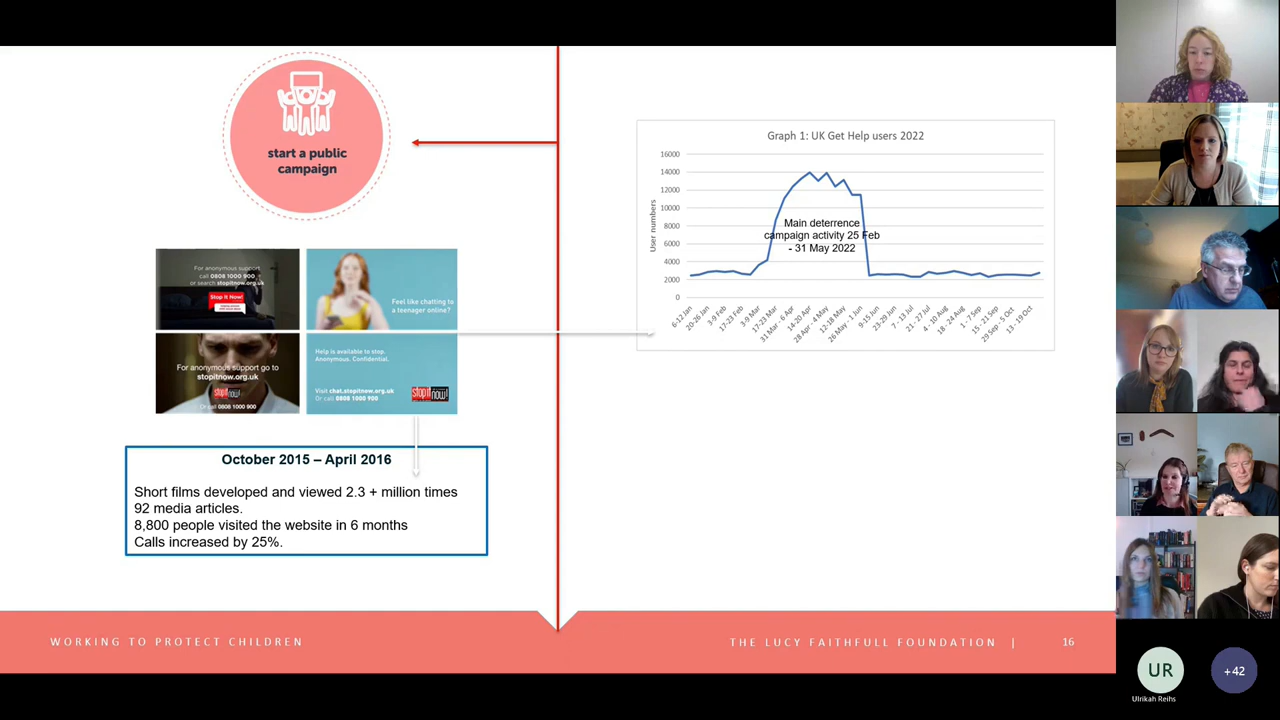 start a public
campaign
For anonymous support
call 0808 1000 900
or search stopitnow.org.uk
Stop It Now!
Feel like chatting to
a teenager online?
For anonymous support go to
stopitnow.org.uk
stop it now!
Or call 0808 1000 900
Help is available to stop.
Anonymous. Confidential.
Visit chat.stopitnow.org.uk
Or call 0808 1000 900
stop it now!
October 2015 – April 2016
Short films developed and viewed 2.3 + million times
92 media articles.
8,800 people visited the website in 6 months
Calls increased by 25%.
Graph 1: UK Get Help users 2022
User numbers
16000
14000
12000
10000
8000
6000
4000
2000
0
Main deterrence
campaign activity 25 Feb
- 31 May 2022
6-12 Jan
20-26 Jan
3-9 Feb
17-23 Feb
3-9 Mar
17-23 Mar
31 Mar - 6 Apr
14-20 Apr
28 Apr - 4 May
12-18 May
26 May - 1 Jun
9-15 Jun
23-29 Jun
7 - 13 Jul
21 - 27 Jul
4 - 10 Aug
18 - 24 Aug
1 - 7 Sep
15 - 21 Sep
29 Sep - 5 Oct
13 - 19 Oct
WORKING TO PROTECT CHILDREN
THE LUCY FAITHFULL FOUNDATION |
16
UR
Ulrikah Reihs
+42